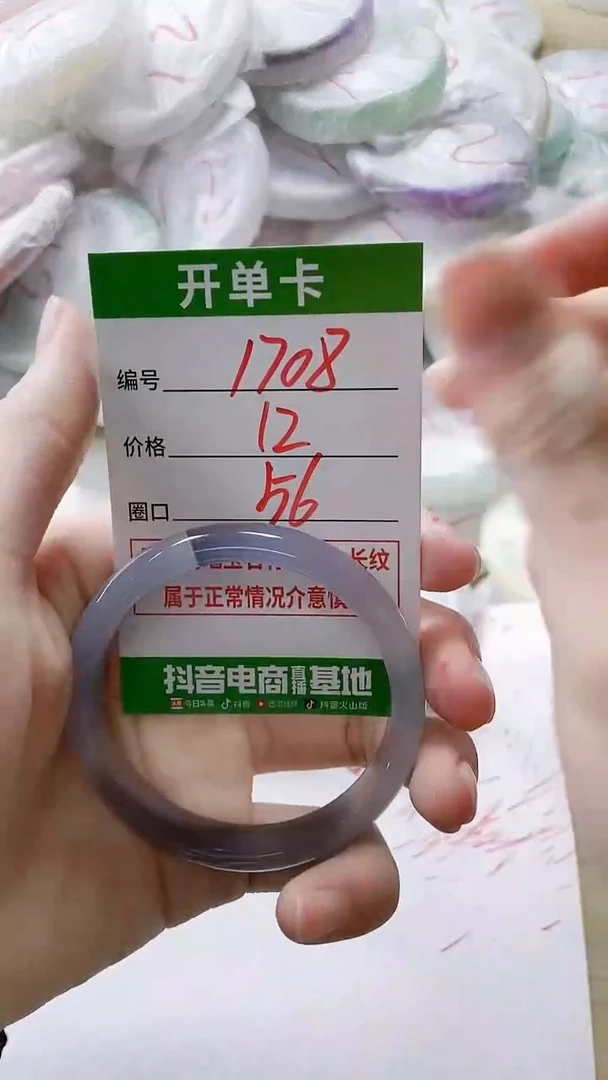 开单卡
编号 1708
价格 12
圈口 56
长纹
属于正常情况介意慎
抖音电商直播基地
今日头条 抖音 西瓜视频 抖音火山版